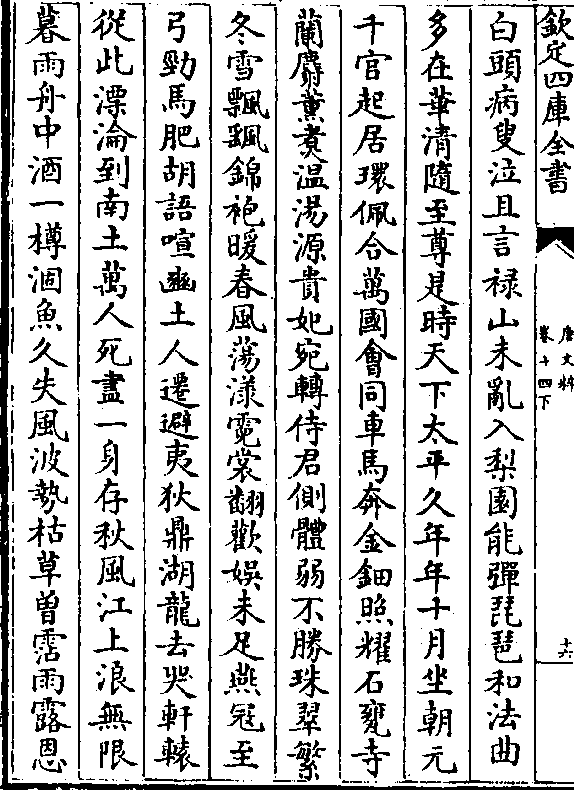 欽定四庫全書
唐文粹
卷十四下
十六
白頭病叟泣且言禄山未亂入梨園能彈琵琶和法曲
多在華清隨至尊是時天下太平久年年十月坐朝元
千官起居環佩合萬國會同車馬奔金鈿照耀石甕寺
蘭麝薰煑温湯源貴妃宛轉侍君側體弱不勝珠翠繁
冬雪飄飄錦袍暖春風蕩漾霓裳翻歡娛未足燕冦至
弓勁馬肥胡語喧豳土人遷避夷狄鼎湖龍去哭軒轅
從此漂淪到南土萬人死盡一身存秋風江上浪無限
暮雨舟中酒一樽涸魚久失風波勢枯草曾霑雨露恩